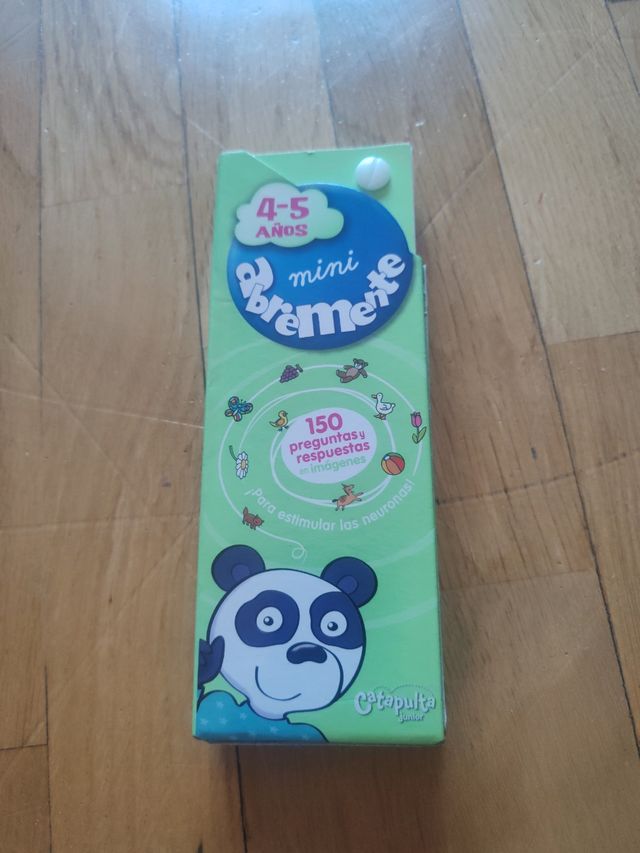 4-5
AÑOS
mini
abremente
150
preguntas y
respuestas
en imágenes
¡Para estimular las neuronas!
Catapulta
junior